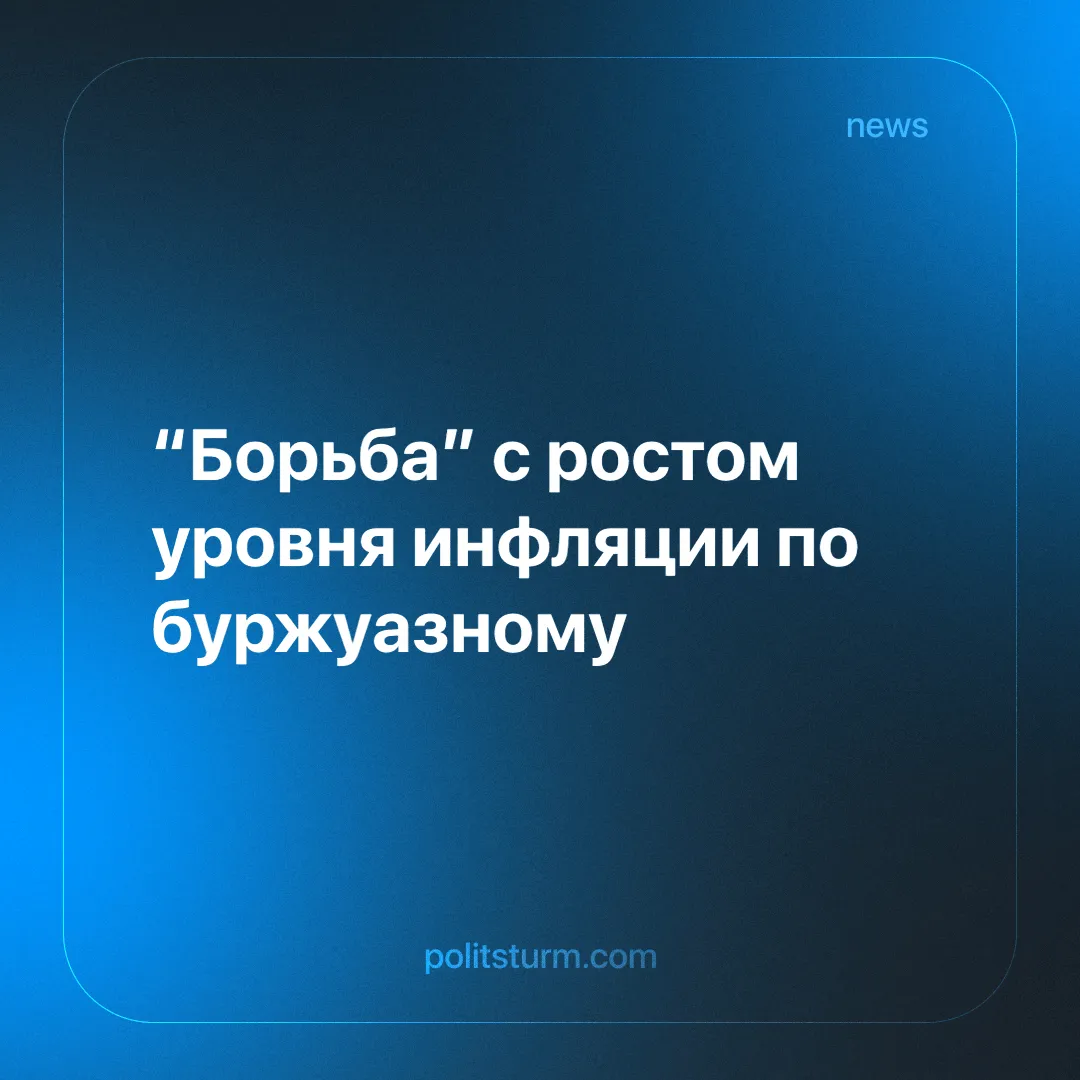 news
“Борьба” с ростом
уровня инфляции по
буржуазному
politsturm.com